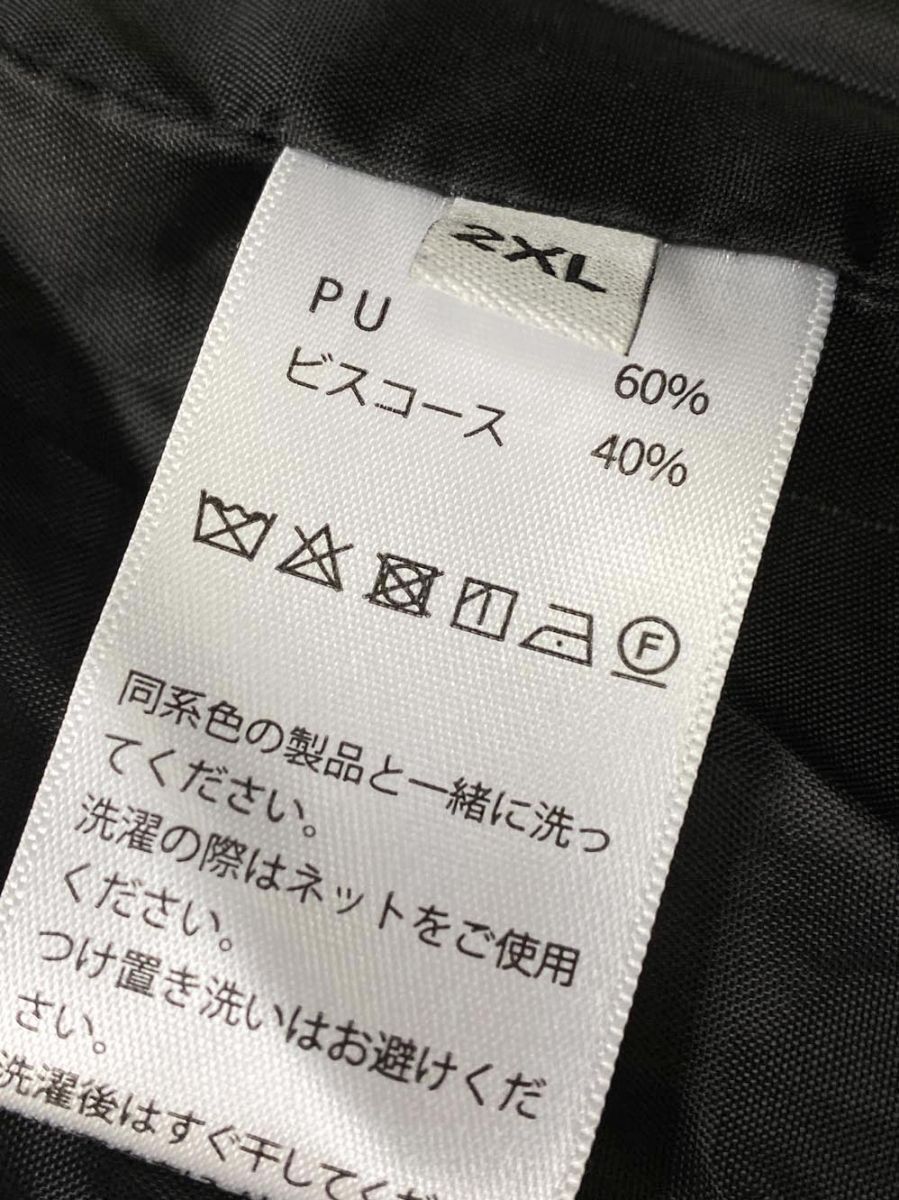 2XL
PU 60%
ビスコース 40%
F
同系色の製品と一緒に洗っ
てください。
洗濯の際はネットをご使用
ください。
つけ置き洗いはお避けくだ
さい。
洗濯後はすぐ干してくださ